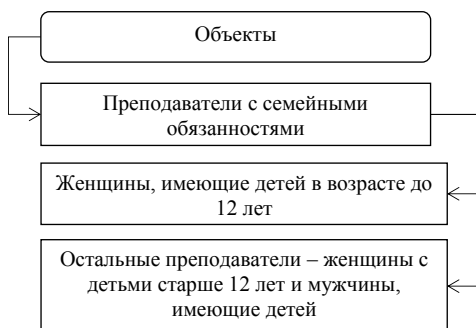 Объекты
Преподаватели с семейными
обязанностями
Женщины, имеющие детей в возрасте до
12 лет
Остальные преподаватели – женщины с
детьми старше 12 лет и мужчины,
имеющие детей